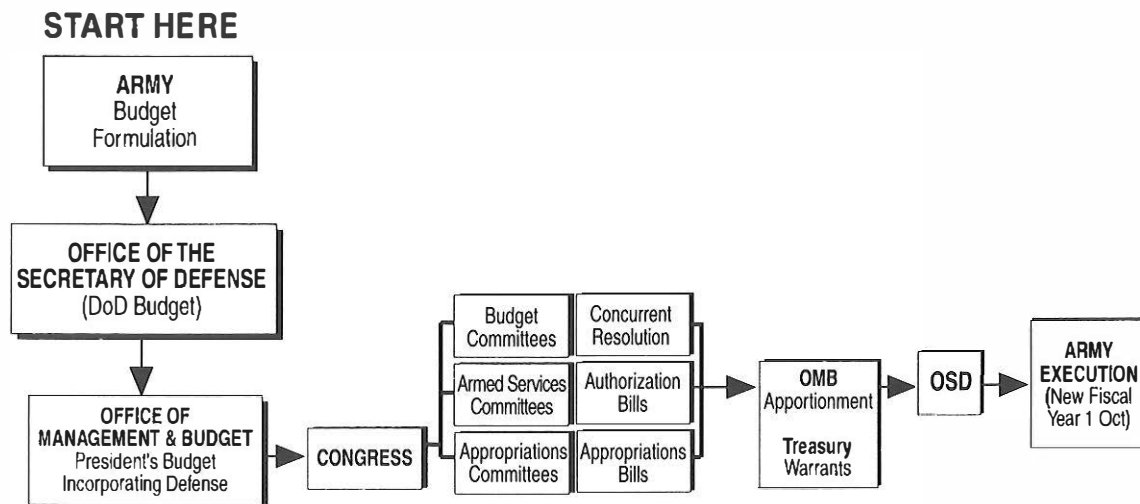 START HERE
ARMY
Budget
Formulation
OFFICE OF THE
SECRETARY OF DEFENSE
(DoD Budget)
OFFICE OF
MANAGEMENT & BUDGET
President's Budget
Incorporating Defense
CONGRESS
Budget
Committees
Concurrent
Resolution
Armed Services
Committees
Authorization
Bills
Appropriations
Committees
Appropriations
Bills
OMB
Apportionment
Treasury
Warrants
OSD
ARMY
EXECUTION
(New Fiscal
Year 1 Oct)